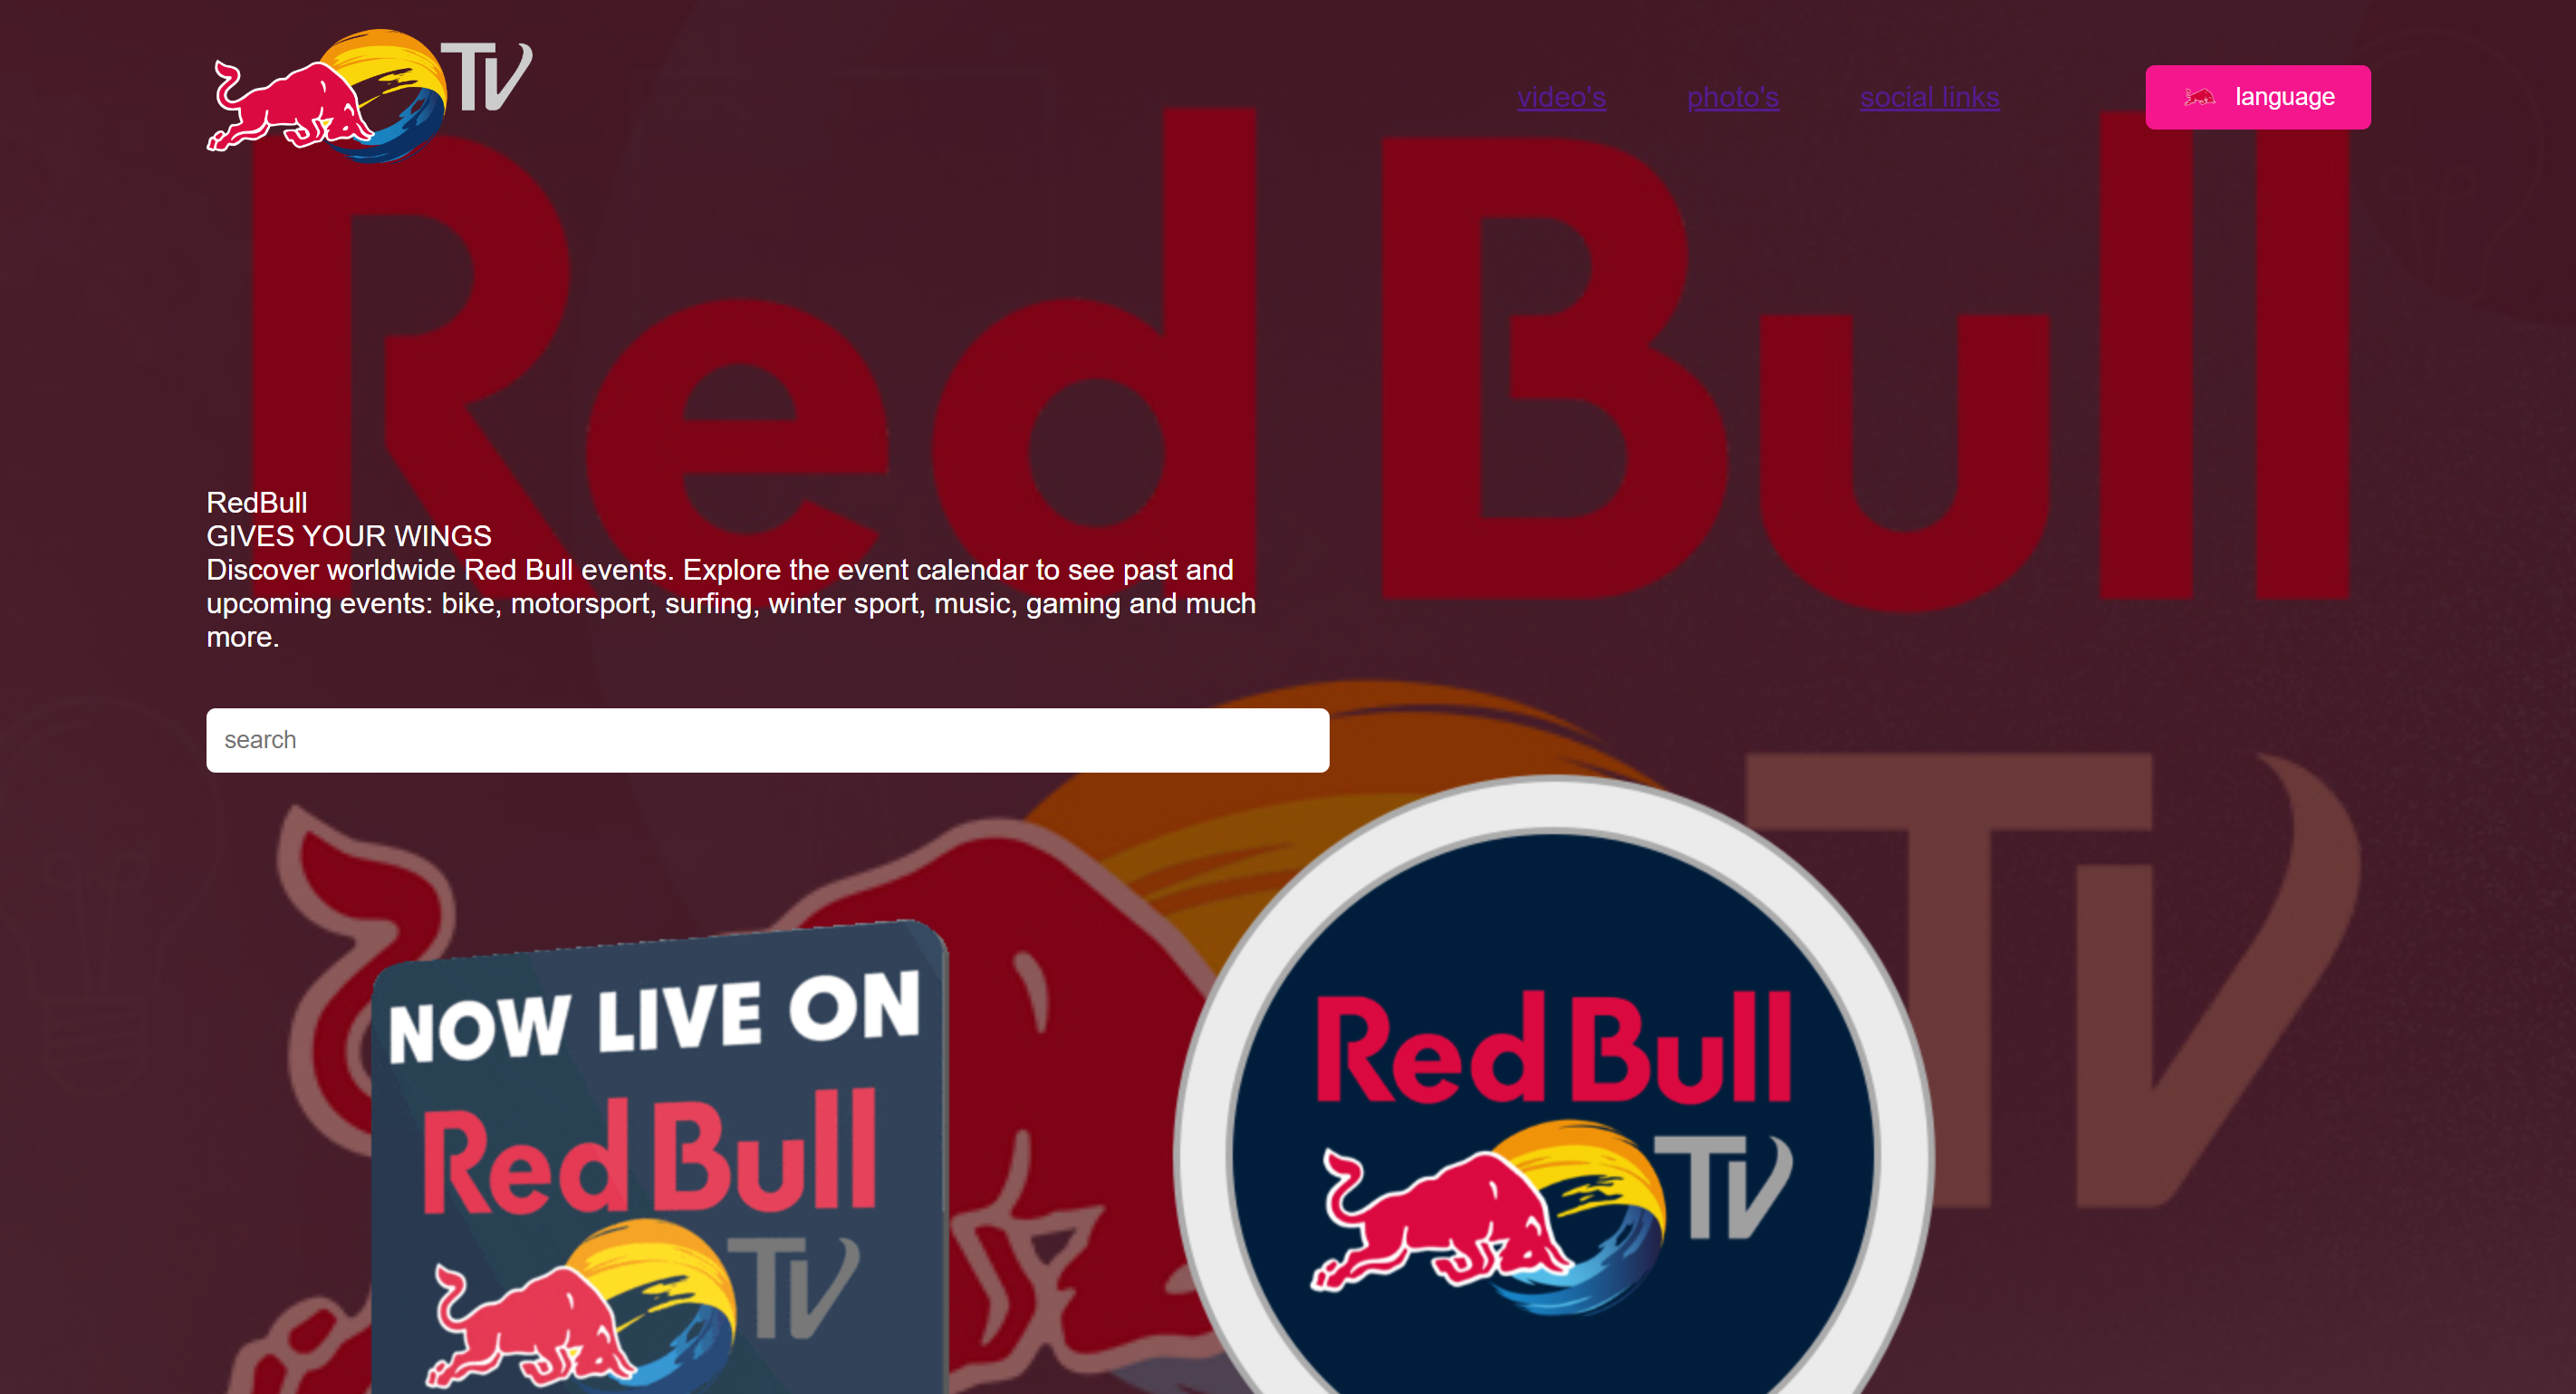 TV
video's photo's social links language
Red Bull
RedBull
GIVES YOUR WINGS
Discover worldwide Red Bull events. Explore the event calendar to see past and
upcoming events: bike, motorsport, surfing, winter sport, music, gaming and much
more.
search
TV
NOW LIVE ON
Red Bull
TV
Red Bull
TV